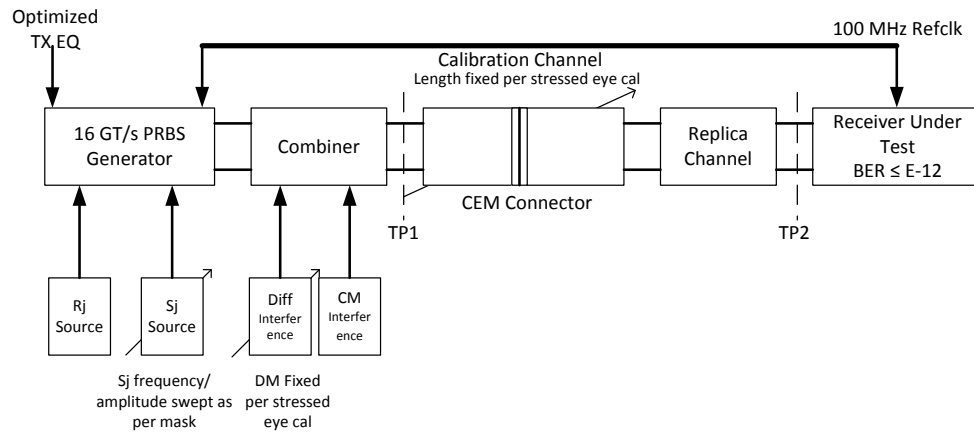 Optimized
TX EQ
100 MHz Refclk
Calibration Channel
Length fixed per stressed eye cal
16 GT/s PRBS
Generator
Combiner
Replica
Channel
Receiver Under
Test
BER ≤ E-12
CEM Connector
TP1
TP2
Rj
Source
Sj
Source
Diff
Interfer
ence
CM
Interfer
ence
Sj frequency/
amplitude swept as
per mask
DM Fixed
per stressed
eye cal